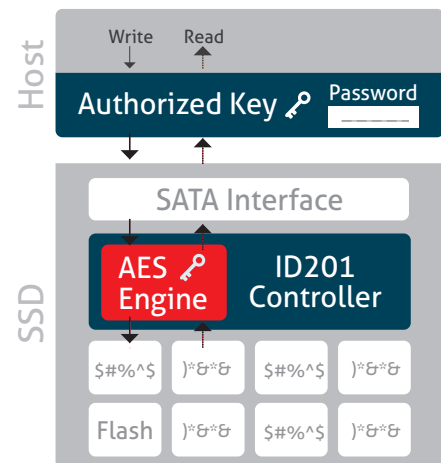 Host
Write Read
Authorized Key Password
SSD
SATA Interface
AES Engine
ID201 Controller
$#%^$ )*&*& $#%^$ )*&*&
Flash )*&*& $#%^$ )*&*&